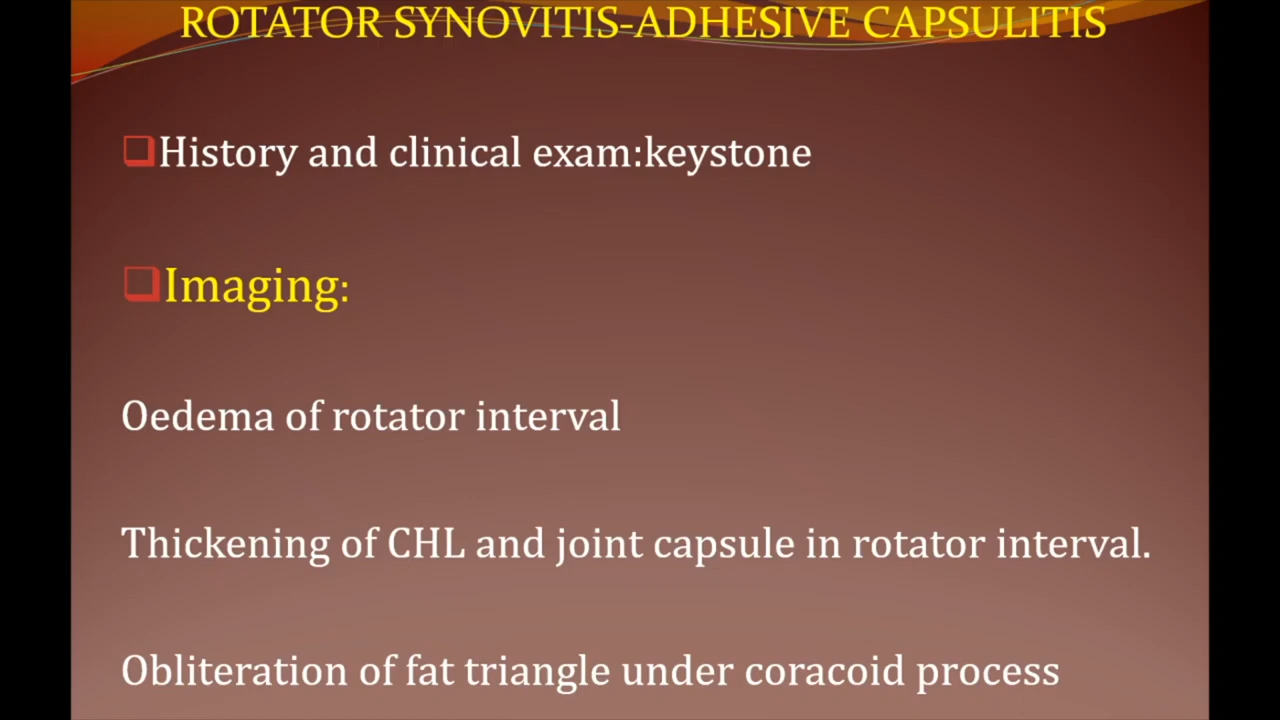 ROTATOR SYNOVITIS-ADHESIVE CAPSULITIS
History and clinical exam:keystone
Imaging:
Oedema of rotator interval
Thickening of CHL and joint capsule in rotator interval.
Obliteration of fat triangle under coracoid process